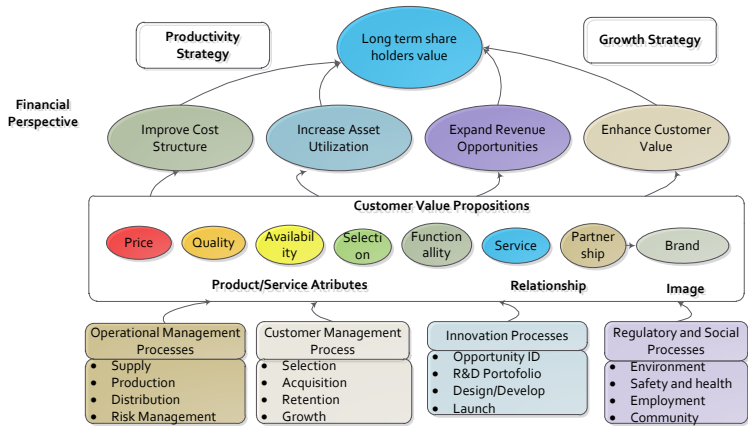 Productivity
Strategy
Long term share
holders value
Growth Strategy
Financial
Perspective
Improve Cost
Structure
Increase Asset
Utilization
Expand Revenue
Opportunities
Enhance Customer
Value
Customer Value Propositions
Price
Quality
Availabil
ity
Selecti
on
Function
allity
Service
Partner
ship
Brand
Product/Service Atributes
Relationship
Image
Operational Management
Processes
• Supply
• Production
• Distribution
• Risk Management
Customer Management
Process
• Selection
• Acquisition
• Retention
• Growth
Innovation Processes
• Opportunity ID
• R&D Portofolio
• Design/Develop
• Launch
Regulatory and Social
Processes
• Environment
• Safety and health
• Employment
• Community